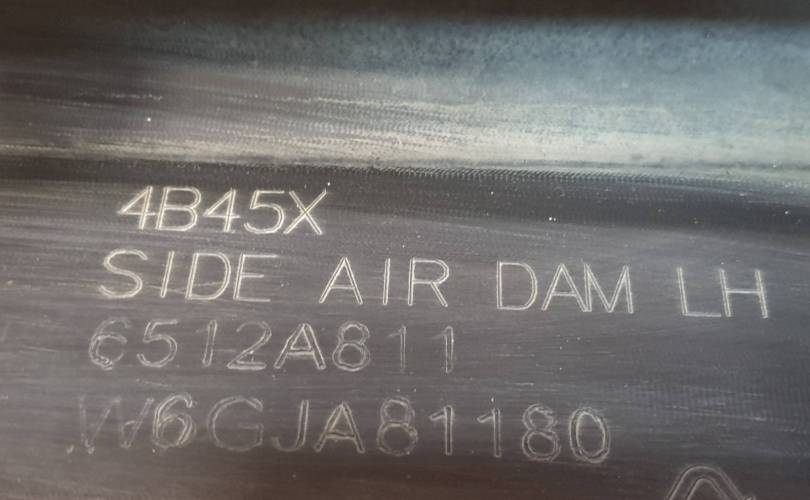 4B45X
SIDE AIR DAM LH
6512A811
W6GJA81180